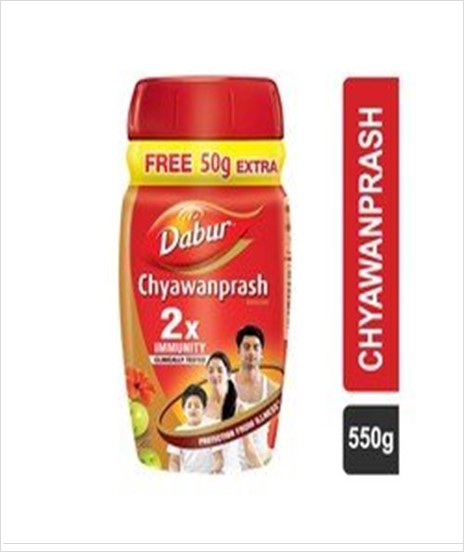 FREE 50g EXTRA
Dabur
Chyawanprash
2x
IMMUNITY
CLINICALLY TESTED
PROTECTION FROM ILLNESS
CHYAWANPRASH
550g